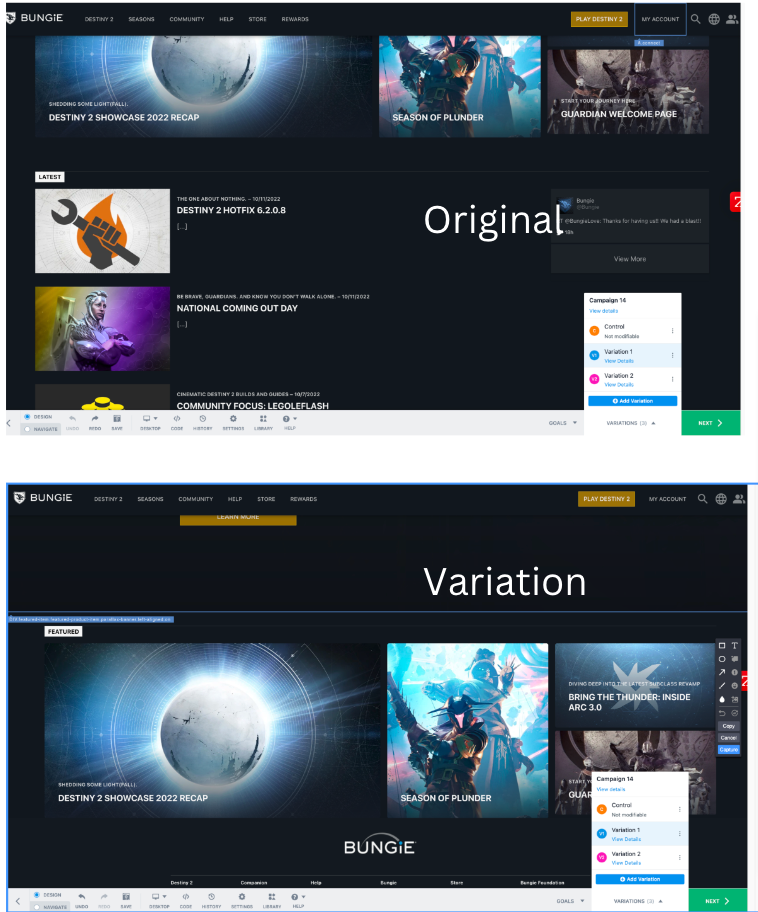 BUNGIE
DESTINY 2 SEASONS COMMUNITY HELP STORE REWARDS
PLAY DESTINY 2 MY ACCOUNT
SHEDDING SOME LIGHT(FALL).
DESTINY 2 SHOWCASE 2022 RECAP
SEASON OF PLUNDER
START YOUR JOURNEY HERE
GUARDIAN WELCOME PAGE
LATEST
THE ONE ABOUT NOTHING. – 10/11/2022
DESTINY 2 HOTFIX 6.2.0.8
[...]
Original
Bungie
@Bungie
T @BungieLove: Thanks for having us!! We had a blast!!
18h
View More
BE BRAVE, GUARDIANS, AND KNOW YOU DON'T WALK ALONE. – 10/11/2022
NATIONAL COMING OUT DAY
[...]
CINEMATIC DESTINY 2 BUILDS AND GUIDES – 10/7/2022
COMMUNITY FOCUS: LEGOLEFLASH
Campaign 14
View details
C Control
Not modifiable
V1 Variation 1
View Details
V2 Variation 2
View Details
Add Variation
DESIGN
NAVIGATE
UNDO REDO SAVE DESKTOP CODE HISTORY SETTINGS LIBRARY HELP
GOALS VARIATIONS (3) NEXT
BUNGIE
DESTINY 2 SEASONS COMMUNITY HELP STORE REWARDS
PLAY DESTINY 2 MY ACCOUNT
LEARN MORE
Variation
FEATURED
SHEDDING SOME LIGHT(FALL).
DESTINY 2 SHOWCASE 2022 RECAP
SEASON OF PLUNDER
DIVING DEEP INTO THE LATEST SUBCLASS REVAMP
BRING THE THUNDER: INSIDE
ARC 3.0
START Y
GUAR
T
Copy
Cancel
Capture
Campaign 14
View details
C Control
Not modifiable
V1 Variation 1
View Details
V2 Variation 2
View Details
Add Variation
BUNGiE
Destiny 2 Companion Help Bungie Store Bungie Foundation
DESIGN
NAVIGATE
UNDO REDO SAVE DESKTOP CODE HISTORY SETTINGS LIBRARY HELP
GOALS VARIATIONS (3) NEXT